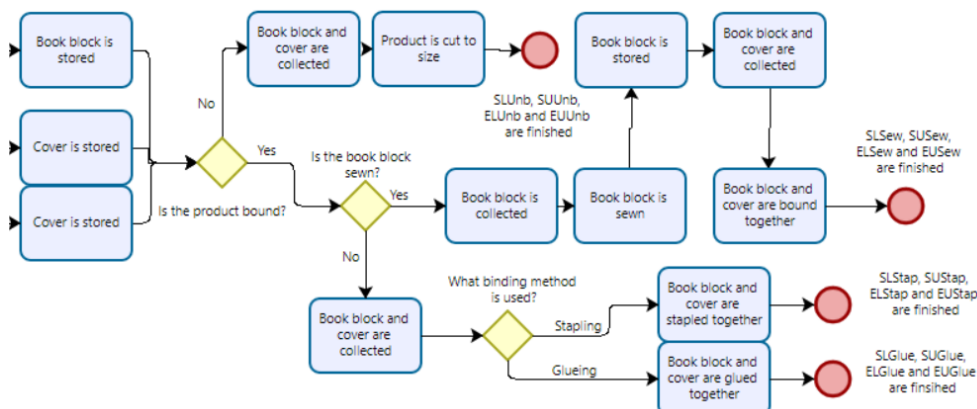 Book block is
stored
Cover is stored
Cover is stored
No
Yes
Is the product bound?
Book block and
cover are
collected
Product is cut to
size
SLUnb, SUUnb,
ELUnb and EUUnb
are finished
Is the book block
sewn?
Yes
No
Book block is
collected
Book block is
sewn
Book block is
stored
Book block and
cover are
collected
Book block and
cover are bound
together
SLSew, SUSew,
ELSew and EUSew
are finished
Book block and
cover are
collected
What binding method
is used?
Stapling
Glueing
Book block and
cover are
stapled together
SLStap, SUStap,
ELStap and EUStap
are finished
Book block and
cover are glued
together
SLGlue, SUGlue,
ELGlue and EUGlue
are finsihed